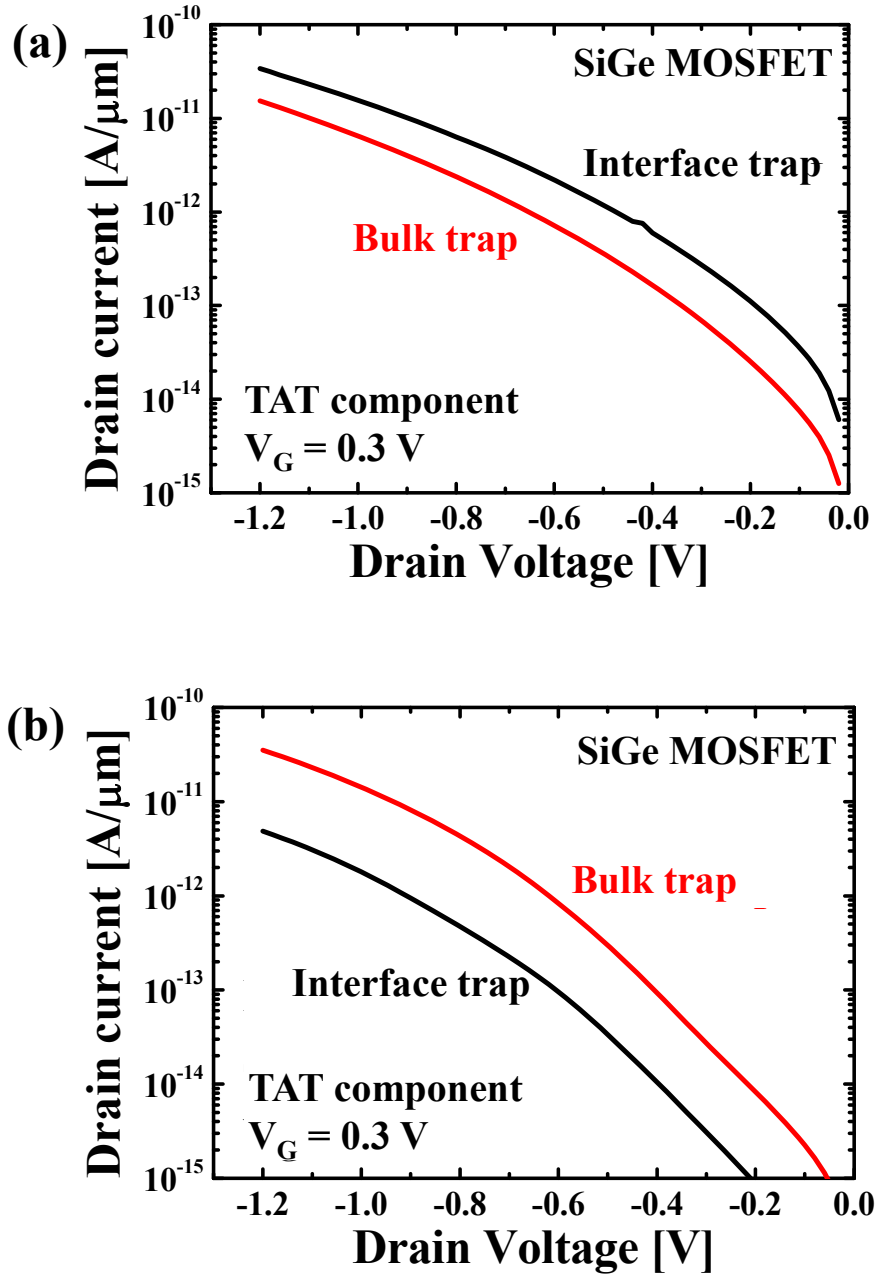 (a)
SiGe MOSFET
Interface trap
Bulk trap
TAT component
V_G = 0.3 V
Drain current [A/μm]
10^-10
10^-11
10^-12
10^-13
10^-14
10^-15
-1.2 -1.0 -0.8 -0.6 -0.4 -0.2 0.0
Drain Voltage [V]
(b)
SiGe MOSFET
Bulk trap
Interface trap
TAT component
V_G = 0.3 V
Drain current [A/μm]
10^-10
10^-11
10^-12
10^-13
10^-14
10^-15
-1.2 -1.0 -0.8 -0.6 -0.4 -0.2 0.0
Drain Voltage [V]